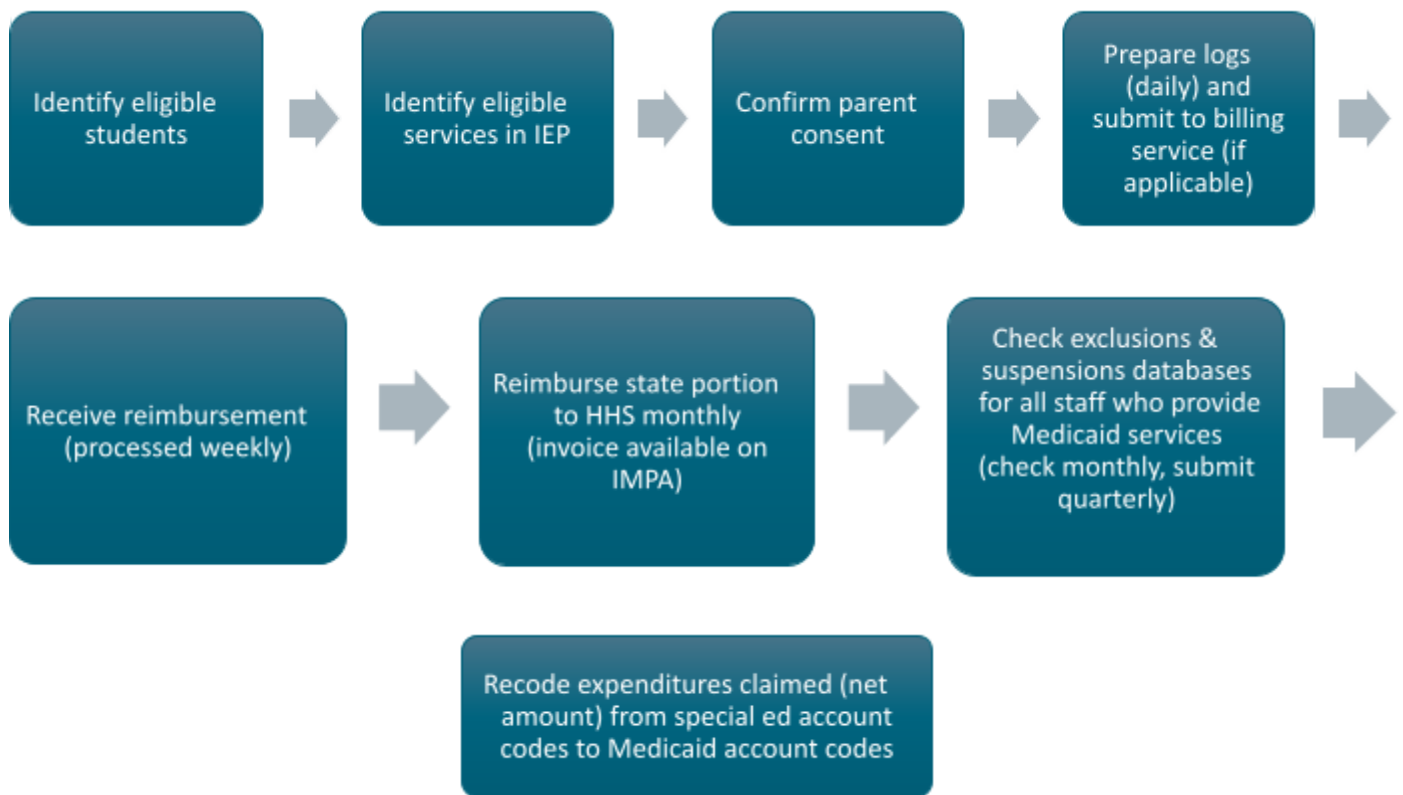 Identify eligible
students
Identify eligible
services in IEP
Confirm parent
consent
Prepare logs
(daily) and
submit to billing
service (if
applicable)
Receive reimbursement
(processed weekly)
Reimburse state portion
to HHS monthly
(invoice available on
IMPA)
Check exclusions &
suspensions databases
for all staff who provide
Medicaid services
(check monthly, submit
quarterly)
Recode expenditures claimed (net
amount) from special ed account
codes to Medicaid account codes